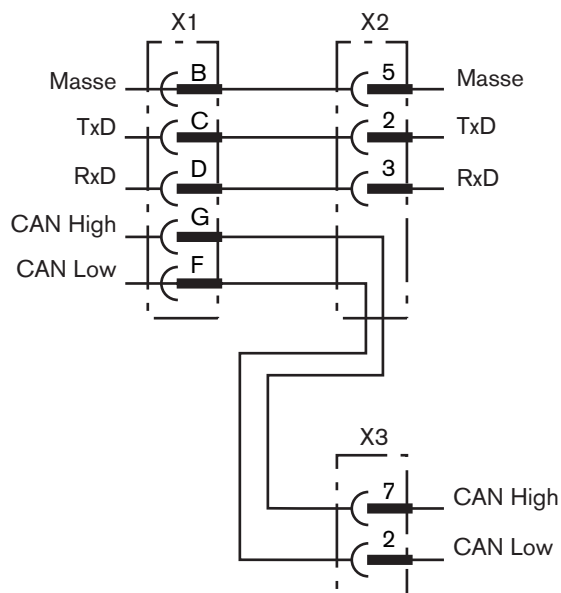 X1 X2
Masse B 5 Masse
TxD C 2 TxD
RxD D 3 RxD
CAN High G
CAN Low F
X3
7 CAN High
2 CAN Low